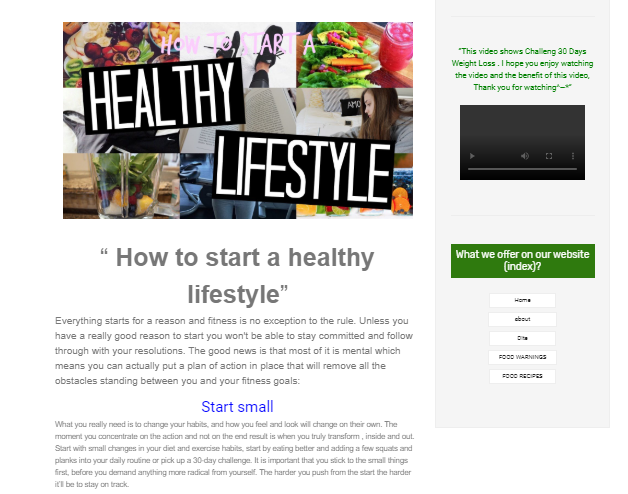 HOW TO START A
HEALTHY
LIFESTYLE
“ How to start a healthy
lifestyle”
Everything starts for a reason and fitness is no exception to the rule. Unless you
have a really good reason to start you won't be able to stay committed and follow
through with your resolutions. The good news is that most of it is mental which
means you can actually put a plan of action in place that will remove all the
obstacles standing between you and your fitness goals:
Start small
What you really need is to change your habits, and how you feel and look will change on their own. The
moment you concentrate on the action and not on the end result is when you truly transform , inside and out.
Start with small changes in your diet and exercise habits, start by eating better and adding a few squats and
planks into your daily routine or pick up a 30-day challenge. It is important that you stick to the small things
first, before you demand anything more radical from yourself. The harder you push from the start the harder
it'll be to stay on track.
"This video shows Challeng 30 Days
Weight Loss . I hope you enjoy watching
the video and the benefit of this video,
Thank you for watching^–*"
What we offer on our website
(index)?
Home
about
Dite
FOOD WARNINGS
FOOD RECIPES